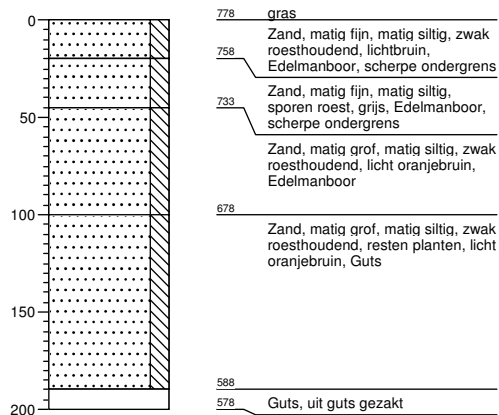 0
50
100
150
200
778
gras
Zand, matig fijn, matig siltig, zwak
roesthoudend, lichtbruin,
Edelmanboor, scherpe ondergrens
758
Zand, matig fijn, matig siltig,
sporen roest, grijs, Edelmanboor,
scherpe ondergrens
733
Zand, matig grof, matig siltig, zwak
roesthoudend, licht oranjebruin,
Edelmanboor
678
Zand, matig grof, matig siltig, zwak
roesthoudend, resten planten, licht
oranjebruin, Guts
588
578
Guts, uit guts gezakt